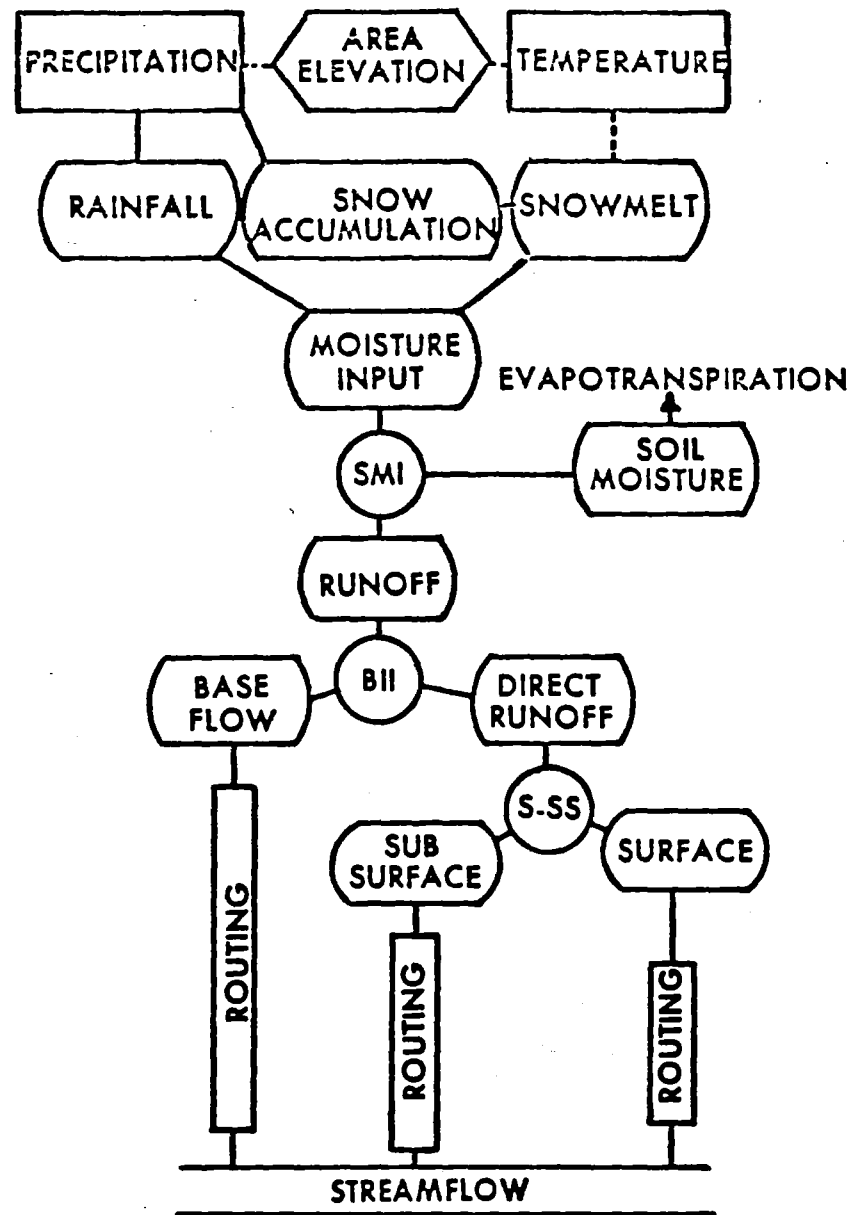 PRECIPITATION
AREA
ELEVATION
TEMPERATURE
RAINFALL
SNOW
ACCUMULATION
SNOWMELT
MOISTURE
INPUT
EVAPOTRANSPIRATION
SMI
SOIL
MOISTURE
RUNOFF
BASE
FLOW
BII
DIRECT
RUNOFF
S-SS
SUB
SURFACE
SURFACE
ROUTING
ROUTING
ROUTING
STREAMFLOW